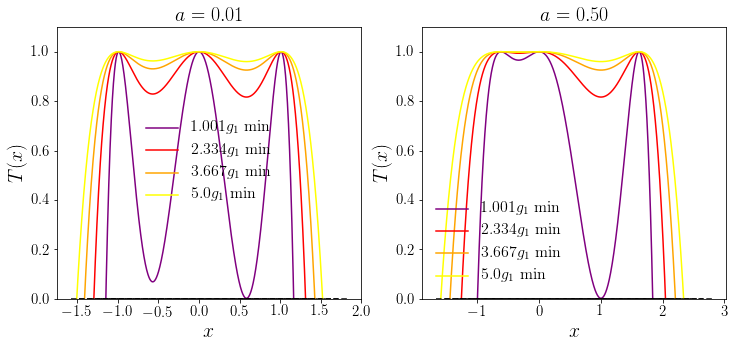 a = 0.01
T(x)
1.0
0.8
0.6
0.4
0.2
0.0
1.001g₁ min
2.334g₁ min
3.667g₁ min
5.0g₁ min
−1.5 −1.0 −0.5 0.0 0.5 1.0 1.5 2.0
x
a = 0.50
T(x)
1.0
0.8
0.6
0.4
0.2
0.0
1.001g₁ min
2.334g₁ min
3.667g₁ min
5.0g₁ min
−1 0 1 2 3
x